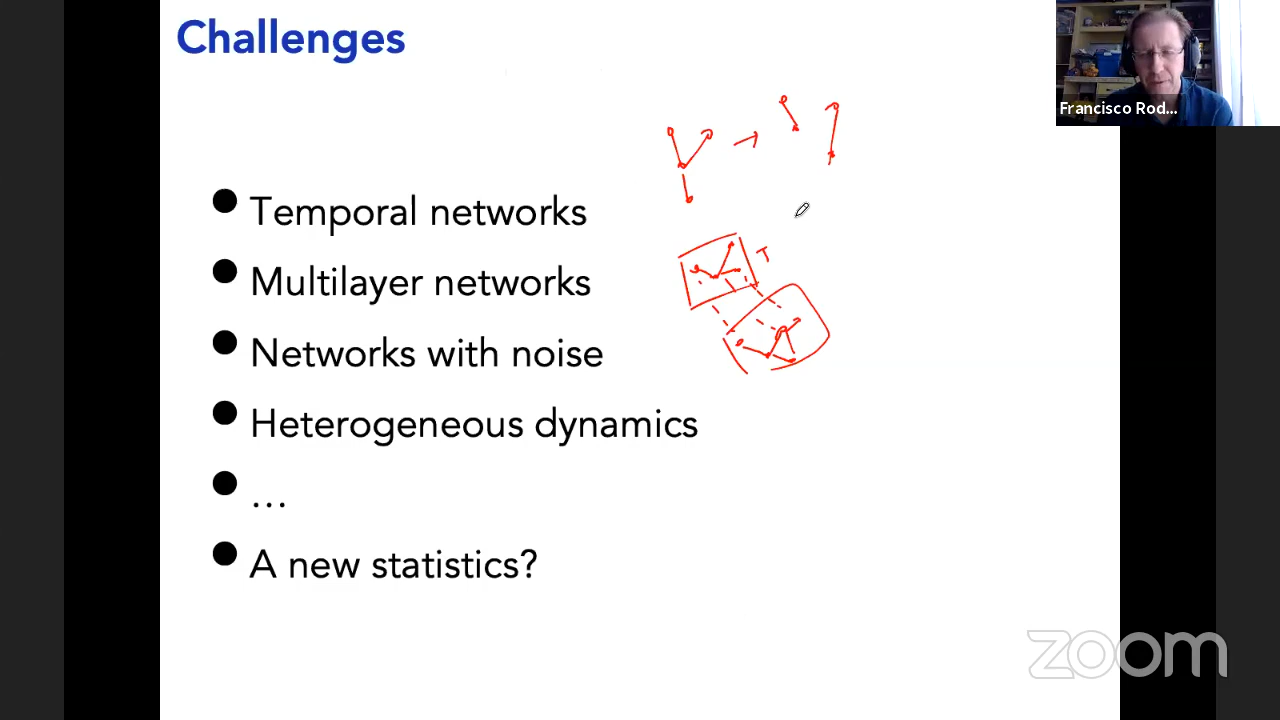 Challenges
Francisco Rod...
Temporal networks
T
Multilayer networks
Networks with noise
Heterogeneous dynamics
...
A new statistics?
zoom